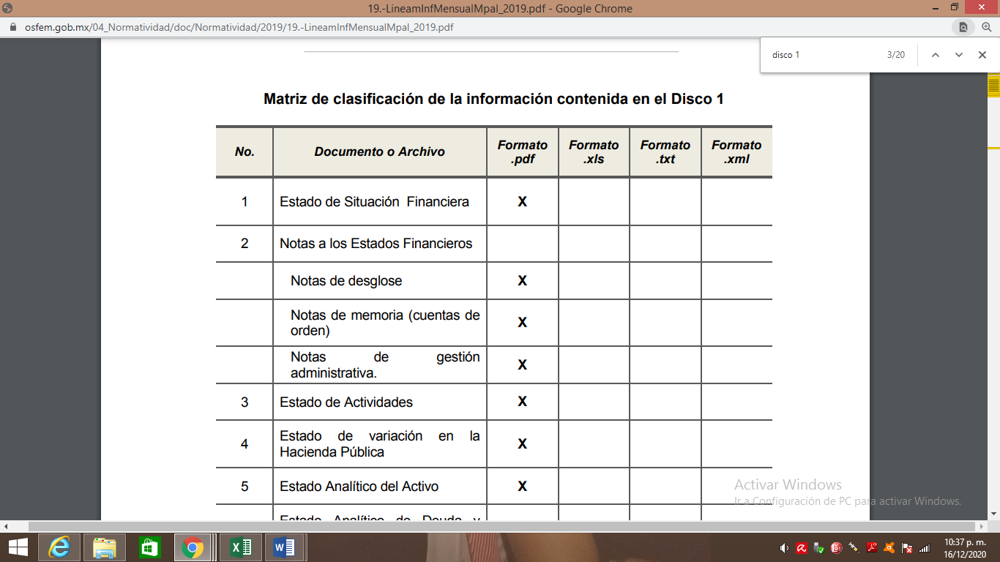 19.-LineamInfMensualMpal_2019.pdf - Google Chrome
osfem.gob.mx/04_Normatividad/doc/Normatividad/2019/19.-LineamInfMensualMpal_2019.pdf
disco 1 3/20
Matriz de clasificación de la información contenida en el Disco 1
No. Documento o Archivo Formato .pdf Formato .xls Formato .txt Formato .xml
1 Estado de Situación Financiera X
2 Notas a los Estados Financieros
Notas de desglose X
Notas de memoria (cuentas de
orden) X
Notas de gestión
administrativa. X
3 Estado de Actividades X
4 Estado de variación en la
Hacienda Pública X
5 Estado Analítico del Activo X
Estado Analítico de Deuda y
Activar Windows
Ir a Configuración de PC para activar Windows.
10:37 p. m.
16/12/2020